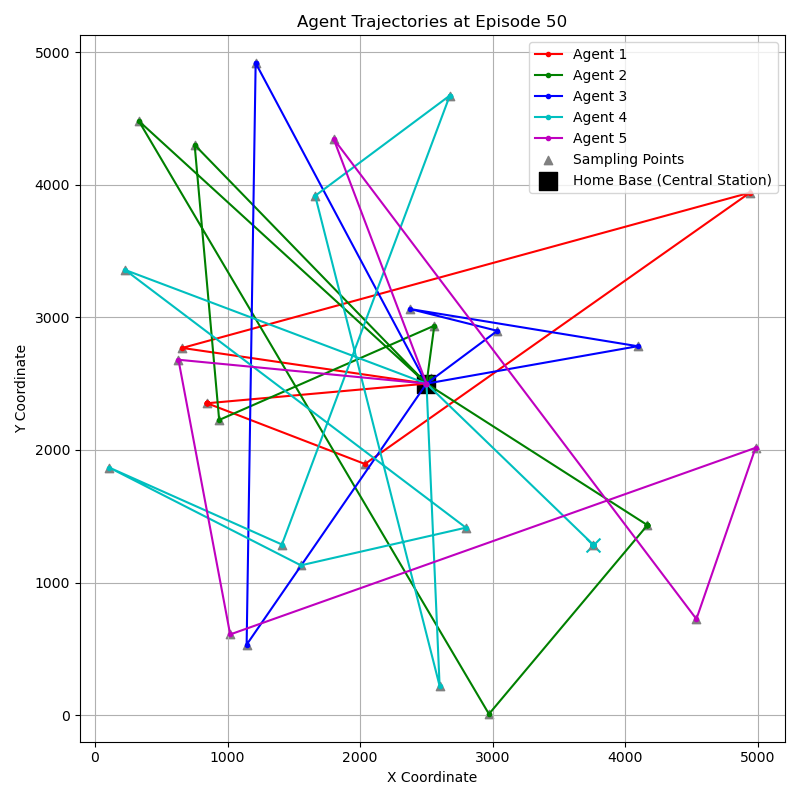 Agent Trajectories at Episode 50
Agent 1
Agent 2
Agent 3
Agent 4
Agent 5
Sampling Points
Home Base (Central Station)
Y Coordinate
5000
4000
3000
2000
1000
0
0 1000 2000 3000 4000 5000
X Coordinate